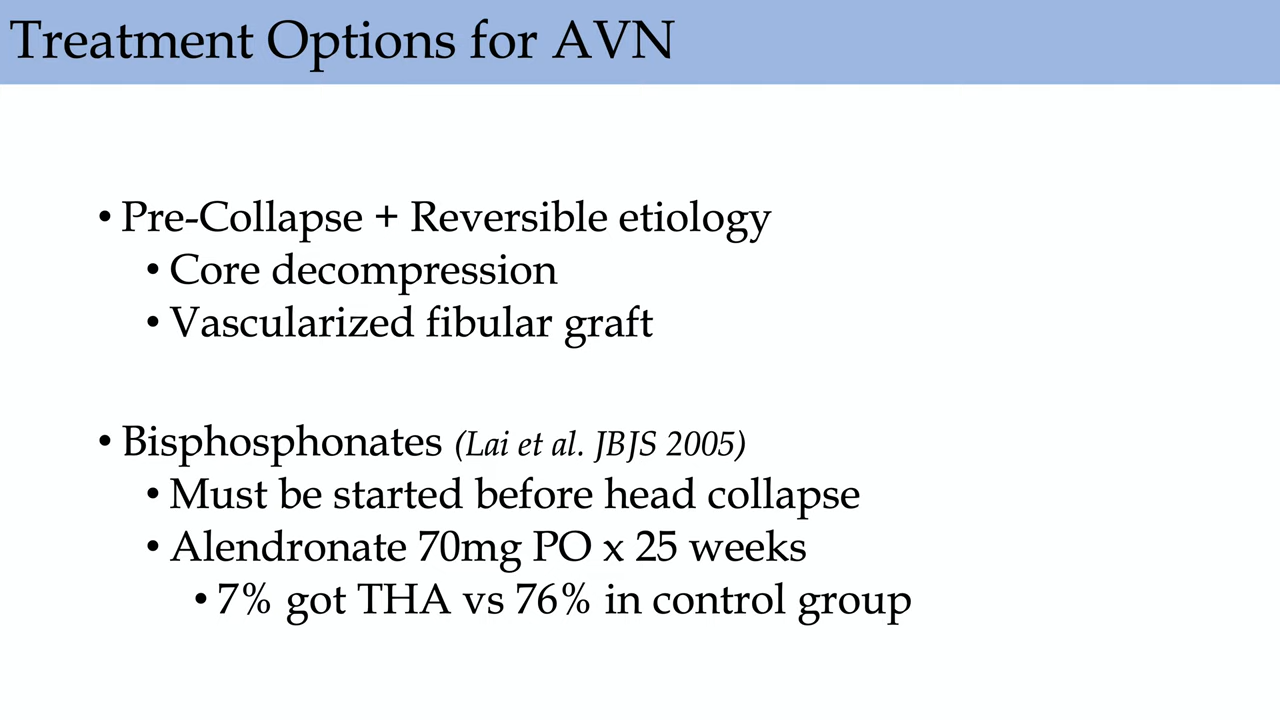 Treatment Options for AVN
• Pre-Collapse + Reversible etiology
• Core decompression
• Vascularized fibular graft
• Bisphosphonates (Lai et al. JBJS 2005)
• Must be started before head collapse
• Alendronate 70mg PO x 25 weeks
• 7% got THA vs 76% in control group